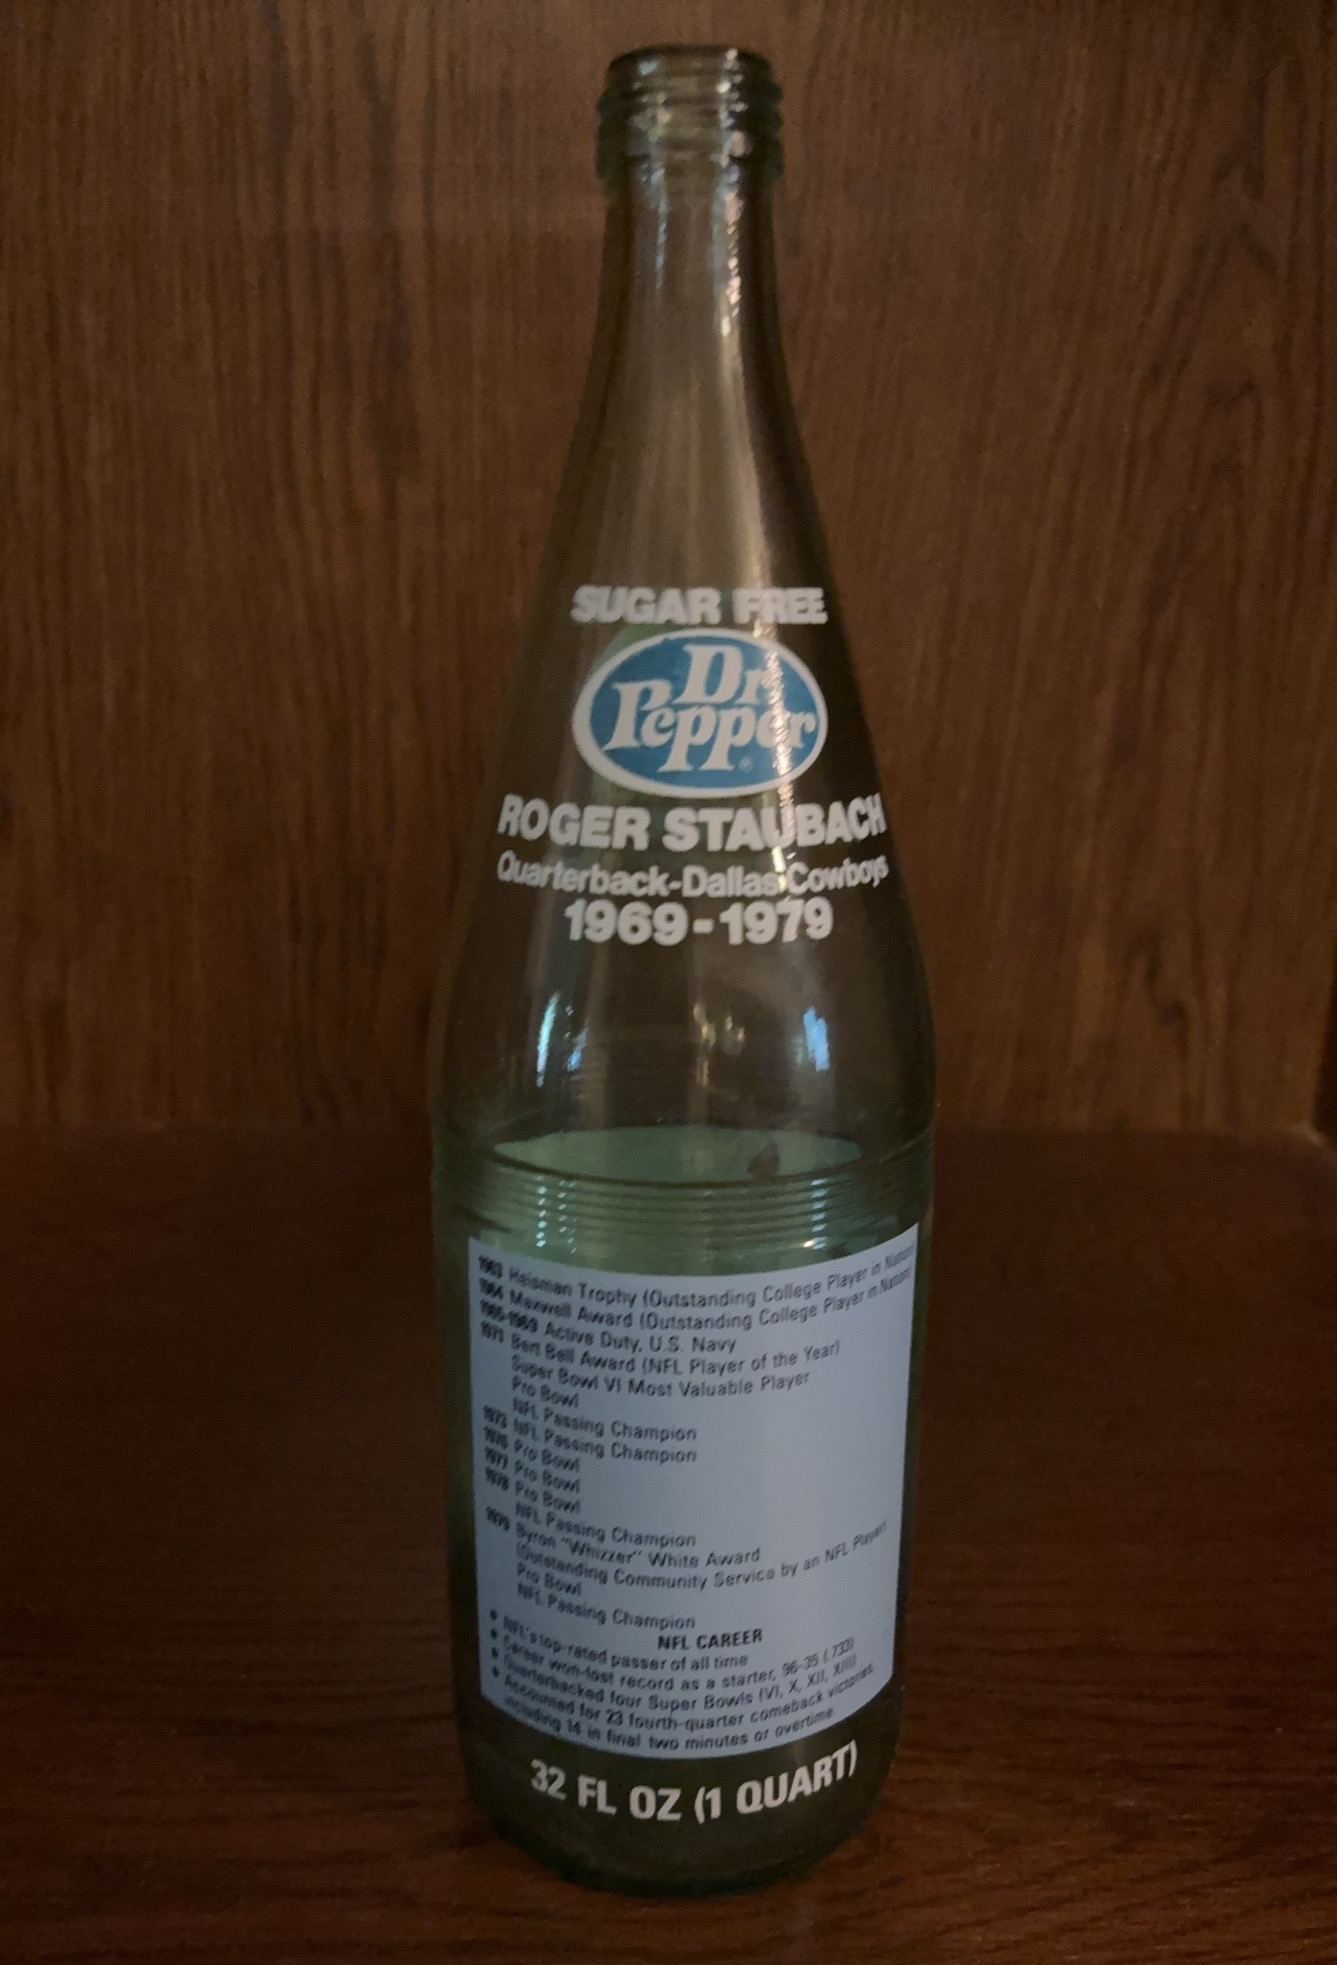 SUGAR FREE
Dr
Pepper
®
ROGER STAUBACH
Quarterback-Dallas Cowboys
1969-1979
1963 Heisman Trophy (Outstanding College Player in Nation)
1964 Maxwell Award (Outstanding College Player in Nation)
1965-1969 Active Duty, U.S. Navy
1971 Bert Bell Award (NFL Player of the Year)
Super Bowl VI Most Valuable Player
Pro Bowl
NFL Passing Champion
1973 NFL Passing Champion
1976 Pro Bowl
1977 Pro Bowl
1978 Pro Bowl
NFL Passing Champion
1979 Byron "Whizzer" White Award
(Outstanding Community Service by an NFL Player)
Pro Bowl
NFL Passing Champion
NFL CAREER
• NFL's top-rated passer of all time
• Career won-lost record as a starter, 96-35 (.733)
• Quarterbacked four Super Bowls (VI, X, XII, XIII)
• Accounted for 23 fourth-quarter comeback victories,
including 14 in final two minutes or overtime.
32 FL OZ (1 QUART)